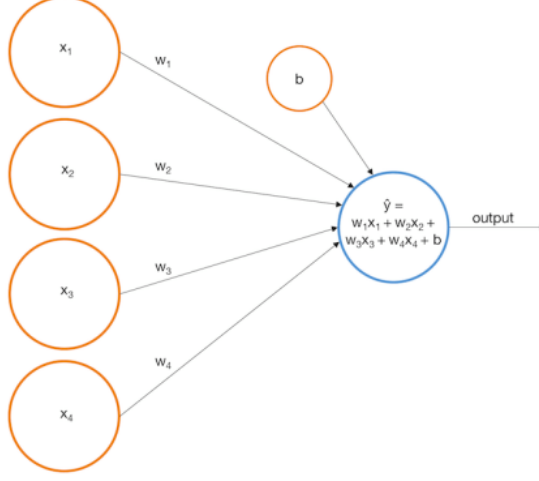 x₁
w₁
b
x₂
w₂
ŷ =
w₁x₁ + w₂x₂ +
w₃x₃ + w₄x₄ + b
output
x₃
w₃
w₄
x₄